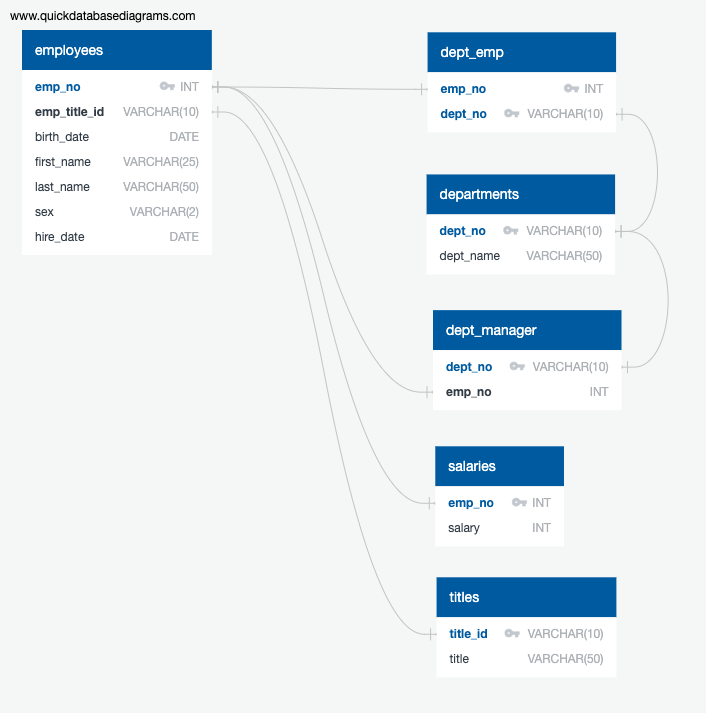 www.quickdatabasediagrams.com
employees
emp_no INT
emp_title_id VARCHAR(10)
birth_date DATE
first_name VARCHAR(25)
last_name VARCHAR(50)
sex VARCHAR(2)
hire_date DATE
dept_emp
emp_no INT
dept_no VARCHAR(10)
departments
dept_no VARCHAR(10)
dept_name VARCHAR(50)
dept_manager
dept_no VARCHAR(10)
emp_no INT
salaries
emp_no INT
salary INT
titles
title_id VARCHAR(10)
title VARCHAR(50)